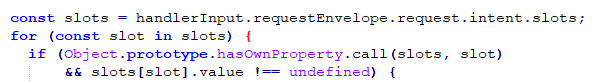 const slots = handlerInput.requestEnvelope.request.intent.slots;
for (const slot in slots) {
if (Object.prototype.hasOwnProperty.call(slots, slot)
&& slots[slot].value !== undefined) {